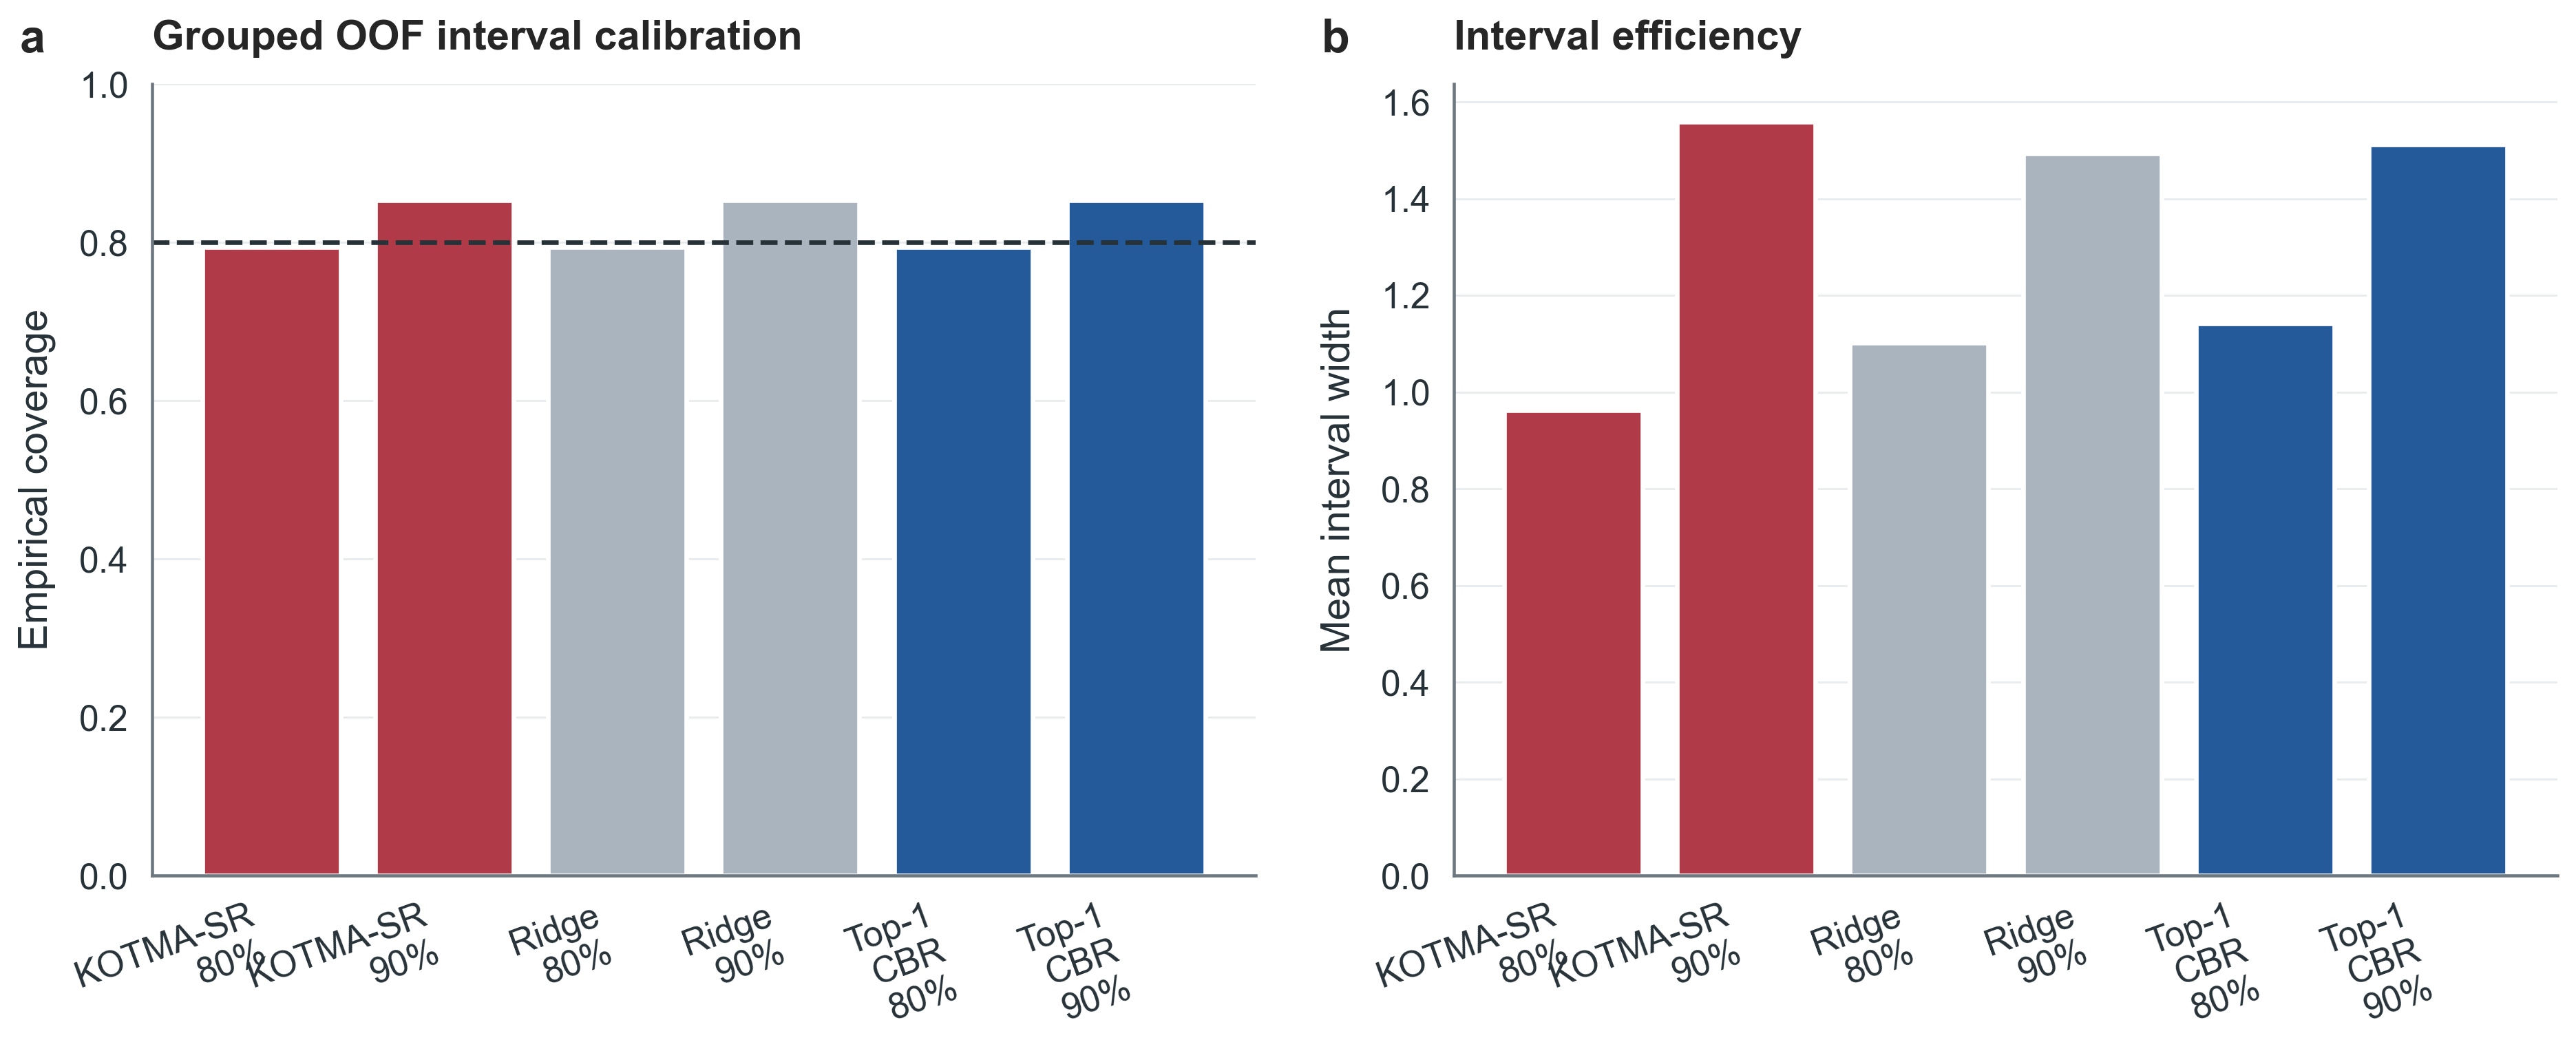 a
Grouped OOF interval calibration
Empirical coverage
1.0
0.8
0.6
0.4
0.2
0.0
KOTMA-SR
80%
KOTMA-SR
90%
Ridge
80%
Ridge
90%
Top-1
CBR
80%
Top-1
CBR
90%
b
Interval efficiency
Mean interval width
1.6
1.4
1.2
1.0
0.8
0.6
0.4
0.2
0.0
KOTMA-SR
80%
KOTMA-SR
90%
Ridge
80%
Ridge
90%
Top-1
CBR
80%
Top-1
CBR
90%